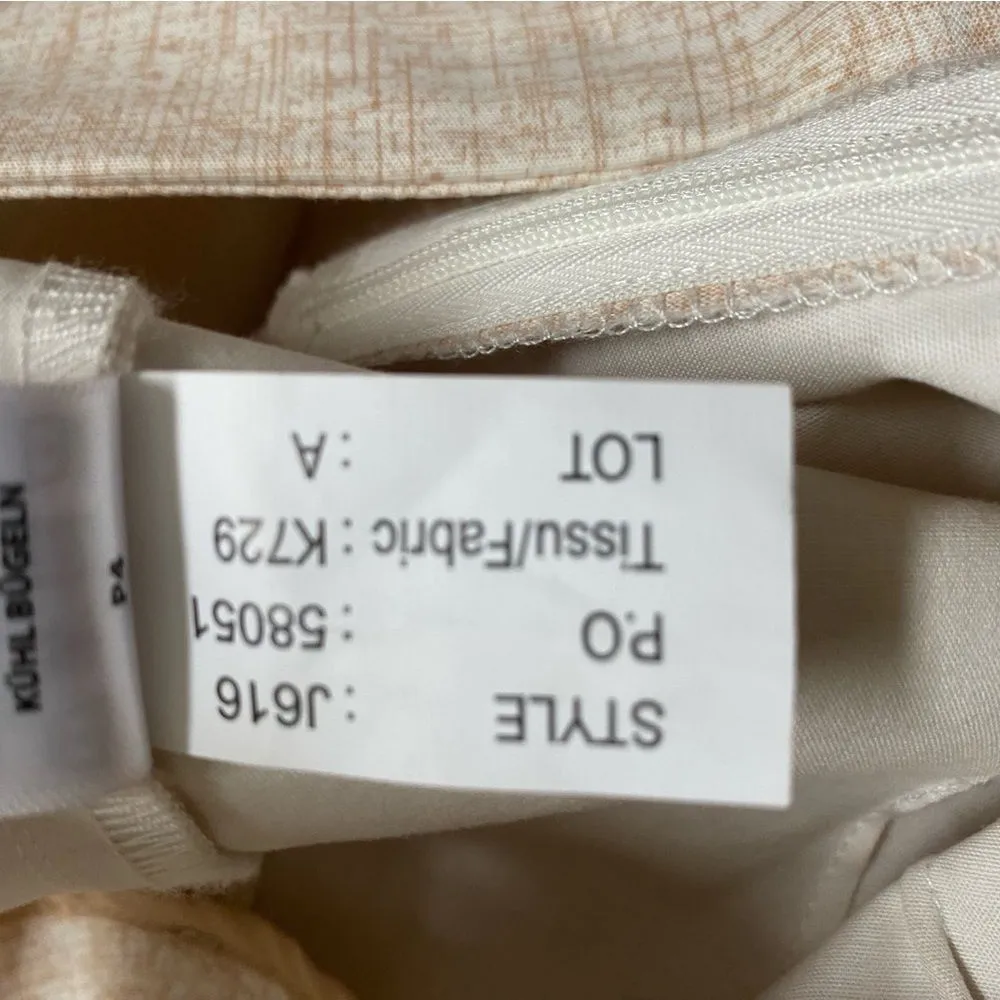 STYLE : J616
P.O : 58051
Tissu/Fabric : K729
LOT : A
KÜHL BÜGELN
P4